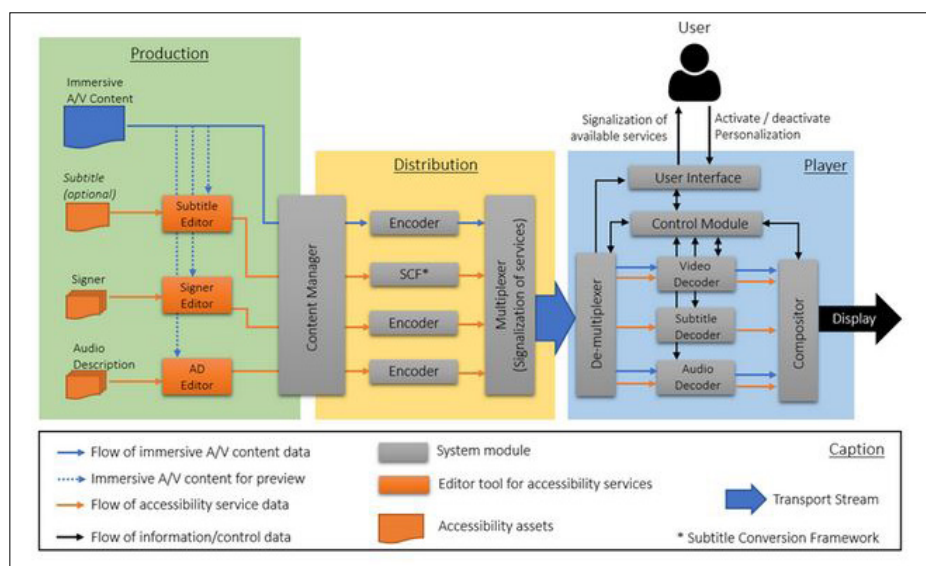 Production
Immersive
A/V Content
Subtitle
(optional)
Subtitle
Editor
Signer
Signer
Editor
Audio
Description
AD
Editor
Content Manager
Distribution
Encoder
SCF*
Encoder
Encoder
Multiplexer
(Signalization of services)
User
Signalization of
available services
Activate / deactivate
Personalization
Player
User Interface
Control Module
De-multiplexer
Video
Decoder
Subtitle
Decoder
Audio
Decoder
Compositor
Display
Caption
Flow of immersive A/V content data
Immersive A/V content for preview
Flow of accessibility service data
Flow of information/control data
System module
Editor tool for accessibility services
Accessibility assets
Transport Stream
* Subtitle Conversion Framework